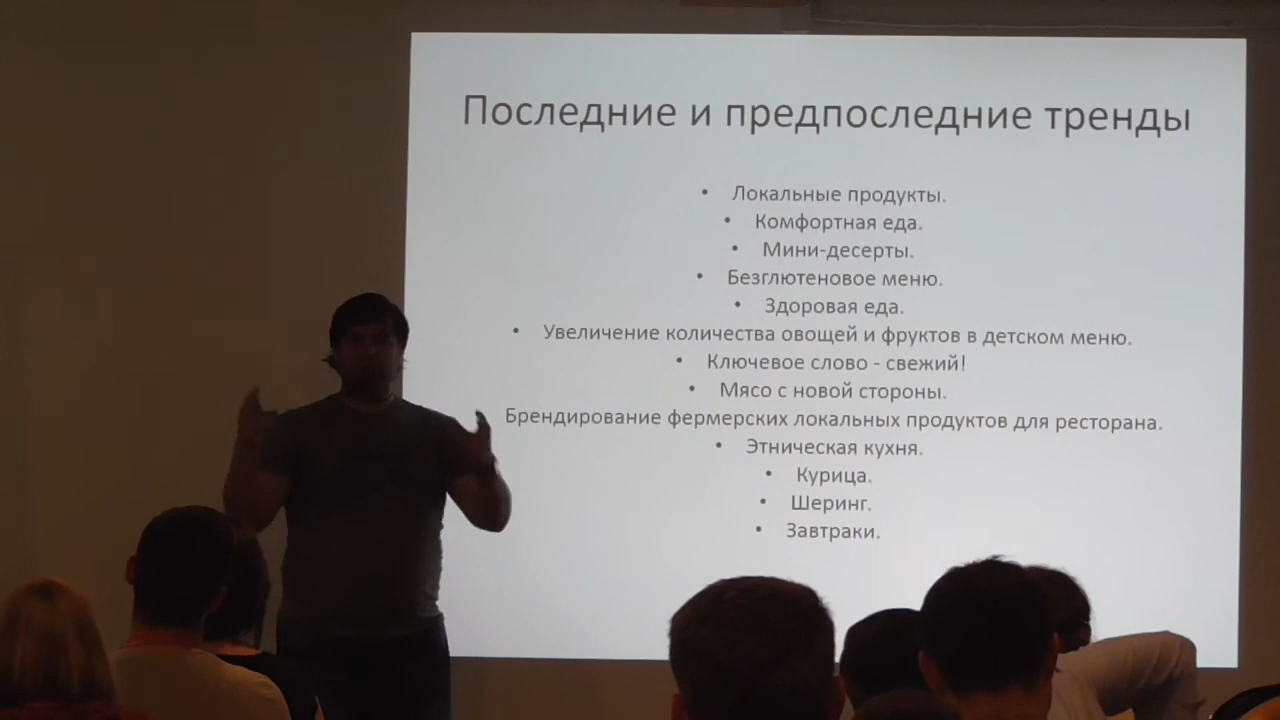 Последние и предпоследние тренды
• Локальные продукты.
• Комфортная еда.
• Мини-десерты.
• Безглютеновое меню.
• Здоровая еда.
• Увеличение количества овощей и фруктов в детском меню.
• Ключевое слово - свежий!
• Мясо с новой стороны.
Брендирование фермерских локальных продуктов для ресторана.
• Этническая кухня.
• Курица.
• Шеринг.
• Завтраки.